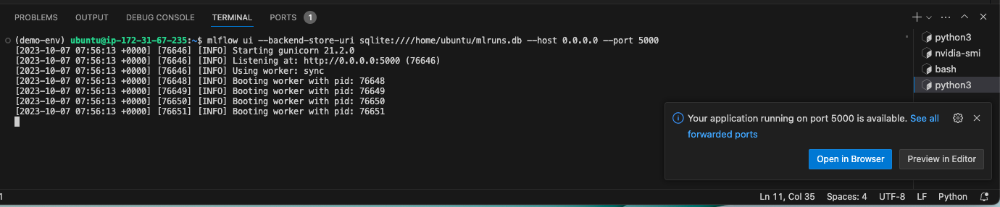 PROBLEMS OUTPUT DEBUG CONSOLE TERMINAL PORTS 1
(demo-env) ubuntu@ip-172-31-67-235:~$ mlflow ui --backend-store-uri sqlite:////home/ubuntu/mlruns.db --host 0.0.0.0 --port 5000
[2023-10-07 07:56:13 +0000] [76646] [INFO] Starting gunicorn 21.2.0
[2023-10-07 07:56:13 +0000] [76646] [INFO] Listening at: http://0.0.0.0:5000 (76646)
[2023-10-07 07:56:13 +0000] [76646] [INFO] Using worker: sync
[2023-10-07 07:56:13 +0000] [76648] [INFO] Booting worker with pid: 76648
[2023-10-07 07:56:13 +0000] [76649] [INFO] Booting worker with pid: 76649
[2023-10-07 07:56:13 +0000] [76650] [INFO] Booting worker with pid: 76650
[2023-10-07 07:56:13 +0000] [76651] [INFO] Booting worker with pid: 76651
python3
nvidia-smi
bash
python3
Your application running on port 5000 is available. See all
forwarded ports
Open in Browser Preview in Editor
1 Ln 11, Col 35 Spaces: 4 UTF-8 LF Python